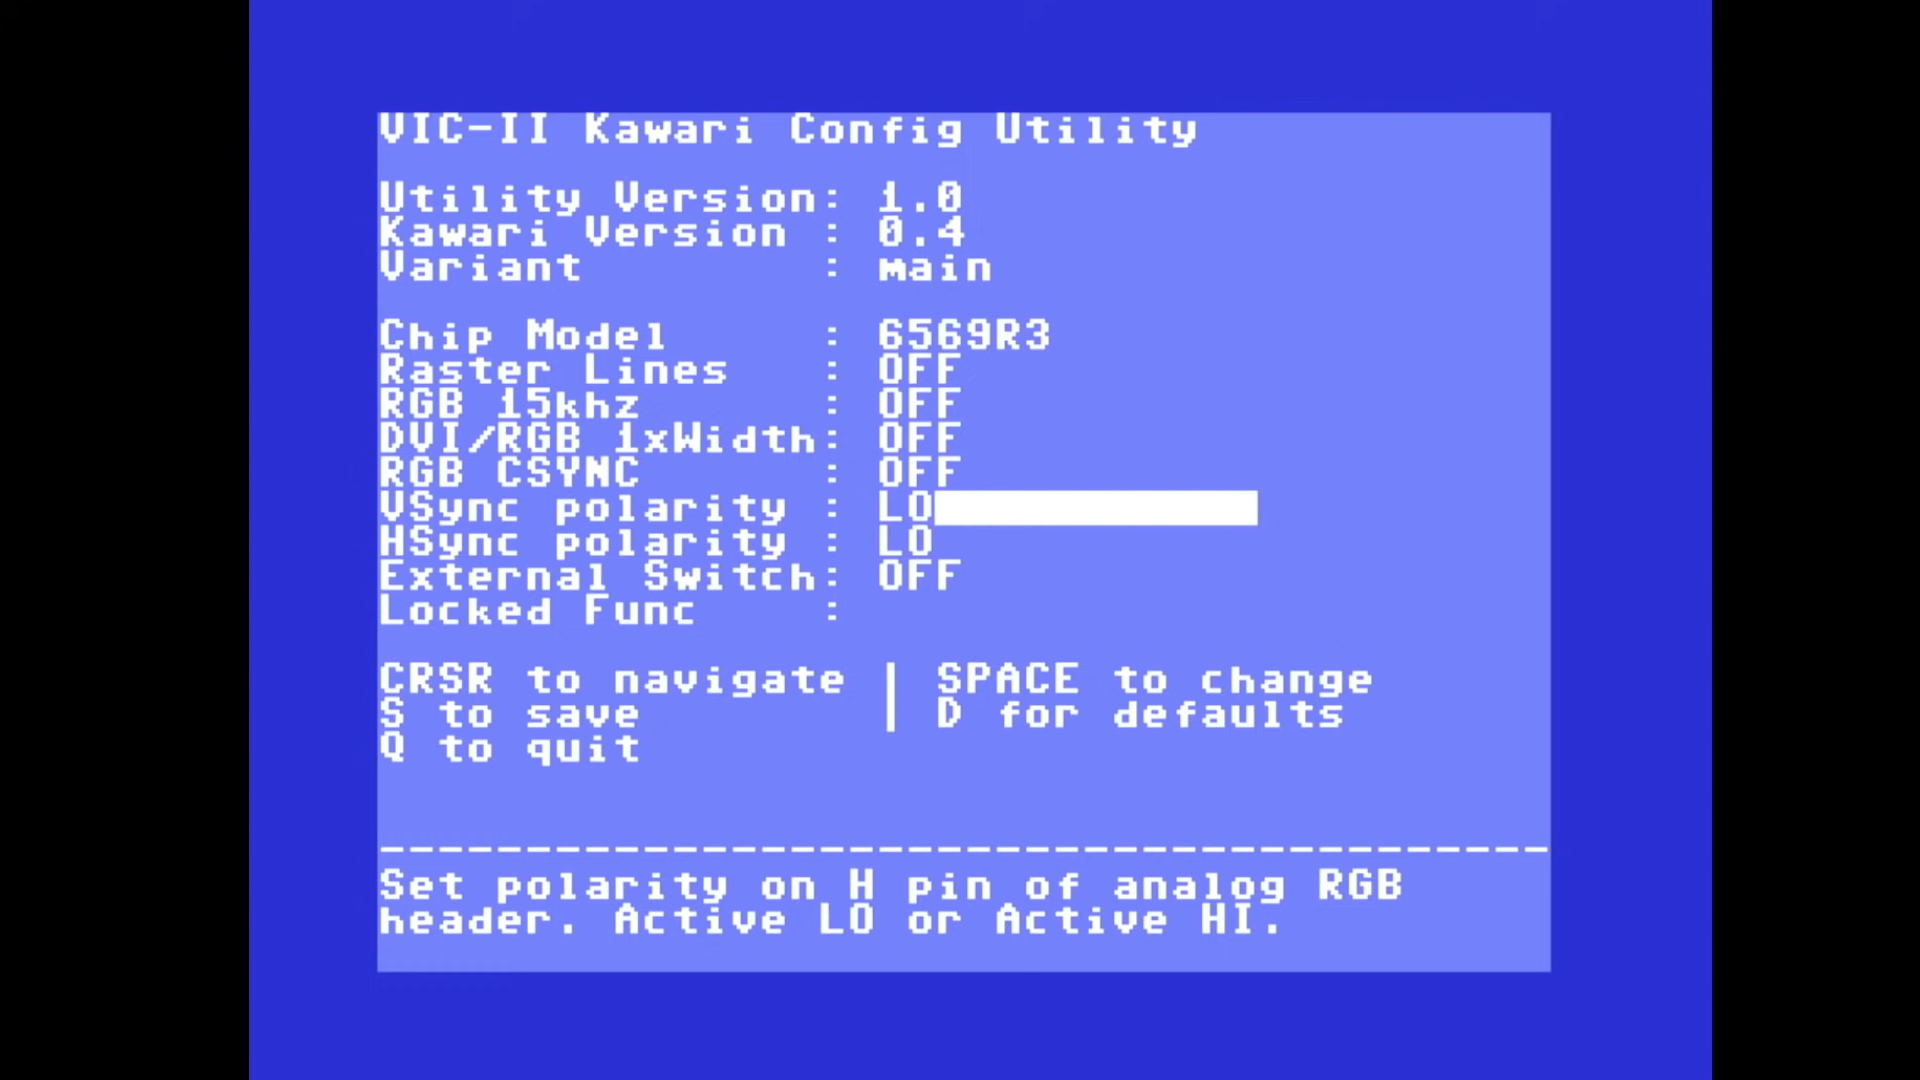 VIC-II Kawari Config Utility
Utility Version: 1.0
Kawari Version : 0.4
Variant : main
Chip Model : 6569R3
Raster Lines : OFF
RGB 15khz : OFF
DVI/RGB 1xWidth: OFF
RGB CSYNC : OFF
VSync polarity : LO
HSync polarity : LO
External Switch: OFF
Locked Func :
CRSR to navigate | SPACE to change
S to save | D for defaults
Q to quit
----------------------------------------
Set polarity on H pin of analog RGB
header. Active LO or Active HI.